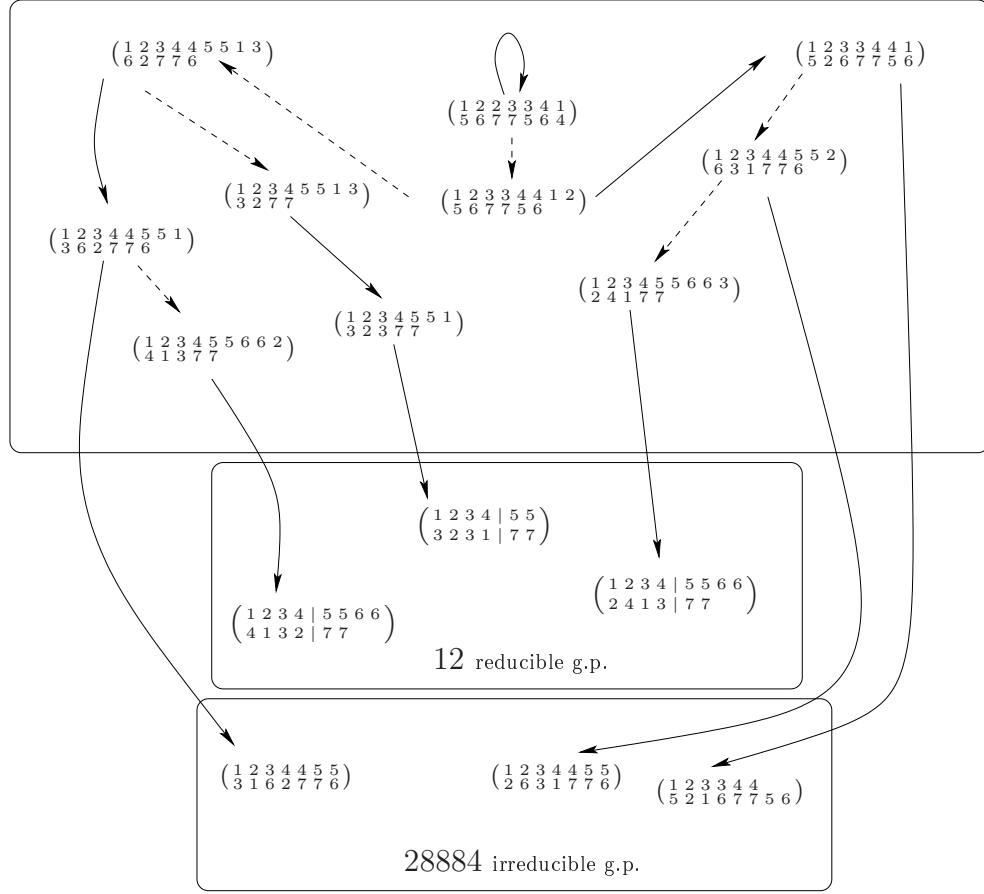 ( 1 2 3 4 4 5 5 1 3
6 2 7 7 6 )
( 1 2 2 3 3 4 1
5 6 7 7 5 6 4 )
( 1 2 3 3 4 4 1
5 2 6 7 7 5 6 )
( 1 2 3 4 4 5 5 2
6 3 1 7 7 6 )
( 1 2 3 4 5 5 1 3
3 2 7 7 )
( 1 2 3 3 4 4 1 2
5 6 7 7 5 6 )
( 1 2 3 4 4 5 5 1
3 6 2 7 7 6 )
( 1 2 3 4 5 5 6 6 3
2 4 1 7 7 )
( 1 2 3 4 5 5 1
3 2 3 7 7 )
( 1 2 3 4 5 5 6 6 2
4 1 3 7 7 )
( 1 2 3 4 | 5 5
3 2 3 1 | 7 7 )
( 1 2 3 4 | 5 5 6 6
2 4 1 3 | 7 7 )
( 1 2 3 4 | 5 5 6 6
4 1 3 2 | 7 7 )
12 reducible g.p.
( 1 2 3 4 4 5 5
3 1 6 2 7 7 6 )
( 1 2 3 4 4 5 5
2 6 3 1 7 7 6 )
( 1 2 3 3 4 4
5 2 1 6 7 7 5 6 )
28884 irreducible g.p.